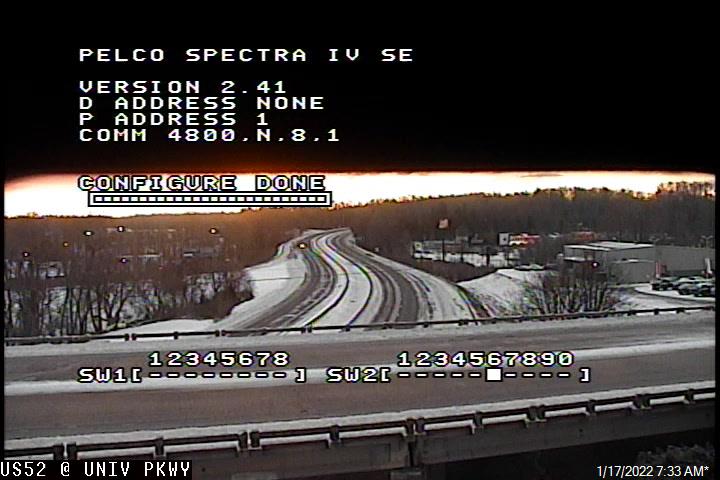 PELCO SPECTRA IV SE
VERSION 2.41
D ADDRESS NONE
P ADDRESS 1
COMM 4800,N,8,1
CONFIGURE DONE
12345678 1234567890
SW1[--------] SW2[-----■----]
US52 @ UNIV PKWY
1/17/2022 7:33 AM*